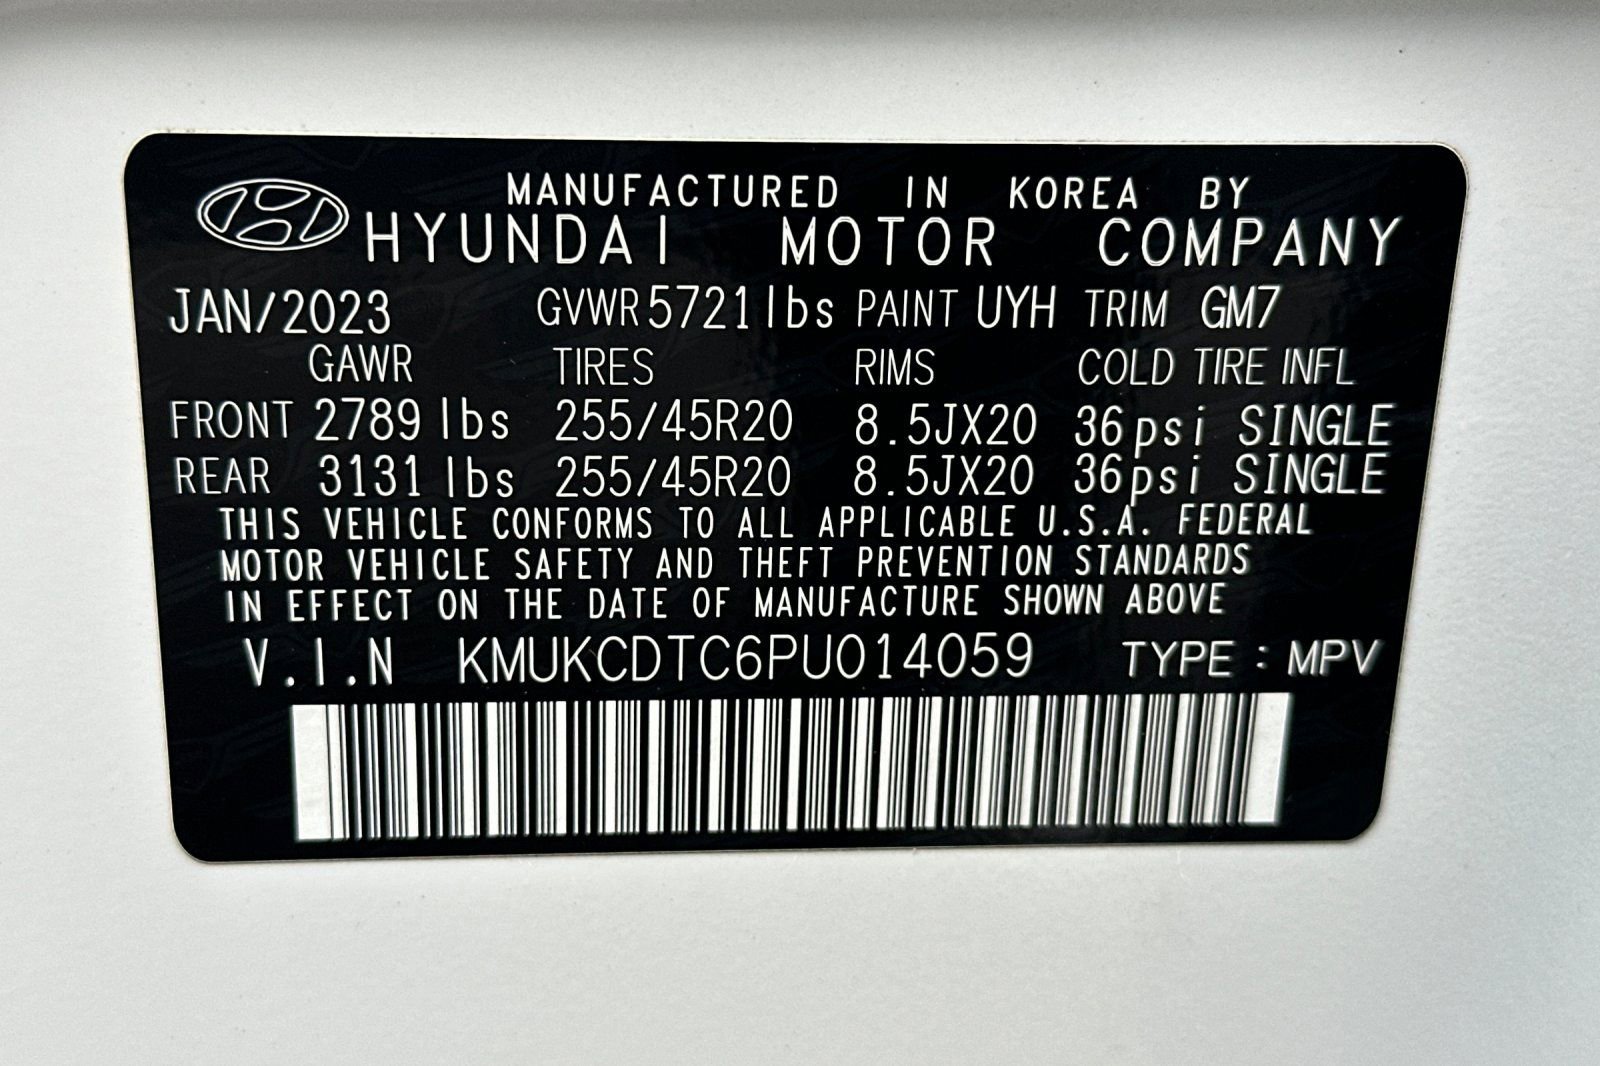 MANUFACTURED IN KOREA BY
HYUNDAI MOTOR COMPANY
JAN/2023 GVWR 5721lbs PAINT UYH TRIM GM7
GAWR TIRES RIMS COLD TIRE INFL
FRONT 2789 lbs 255/45R20 8.5JX20 36psi SINGLE
REAR 3131 lbs 255/45R20 8.5JX20 36psi SINGLE
THIS VEHICLE CONFORMS TO ALL APPLICABLE U.S.A. FEDERAL
MOTOR VEHICLE SAFETY AND THEFT PREVENTION STANDARDS
IN EFFECT ON THE DATE OF MANUFACTURE SHOWN ABOVE
V.I.N KMUKCDTC6PU014059 TYPE : MPV